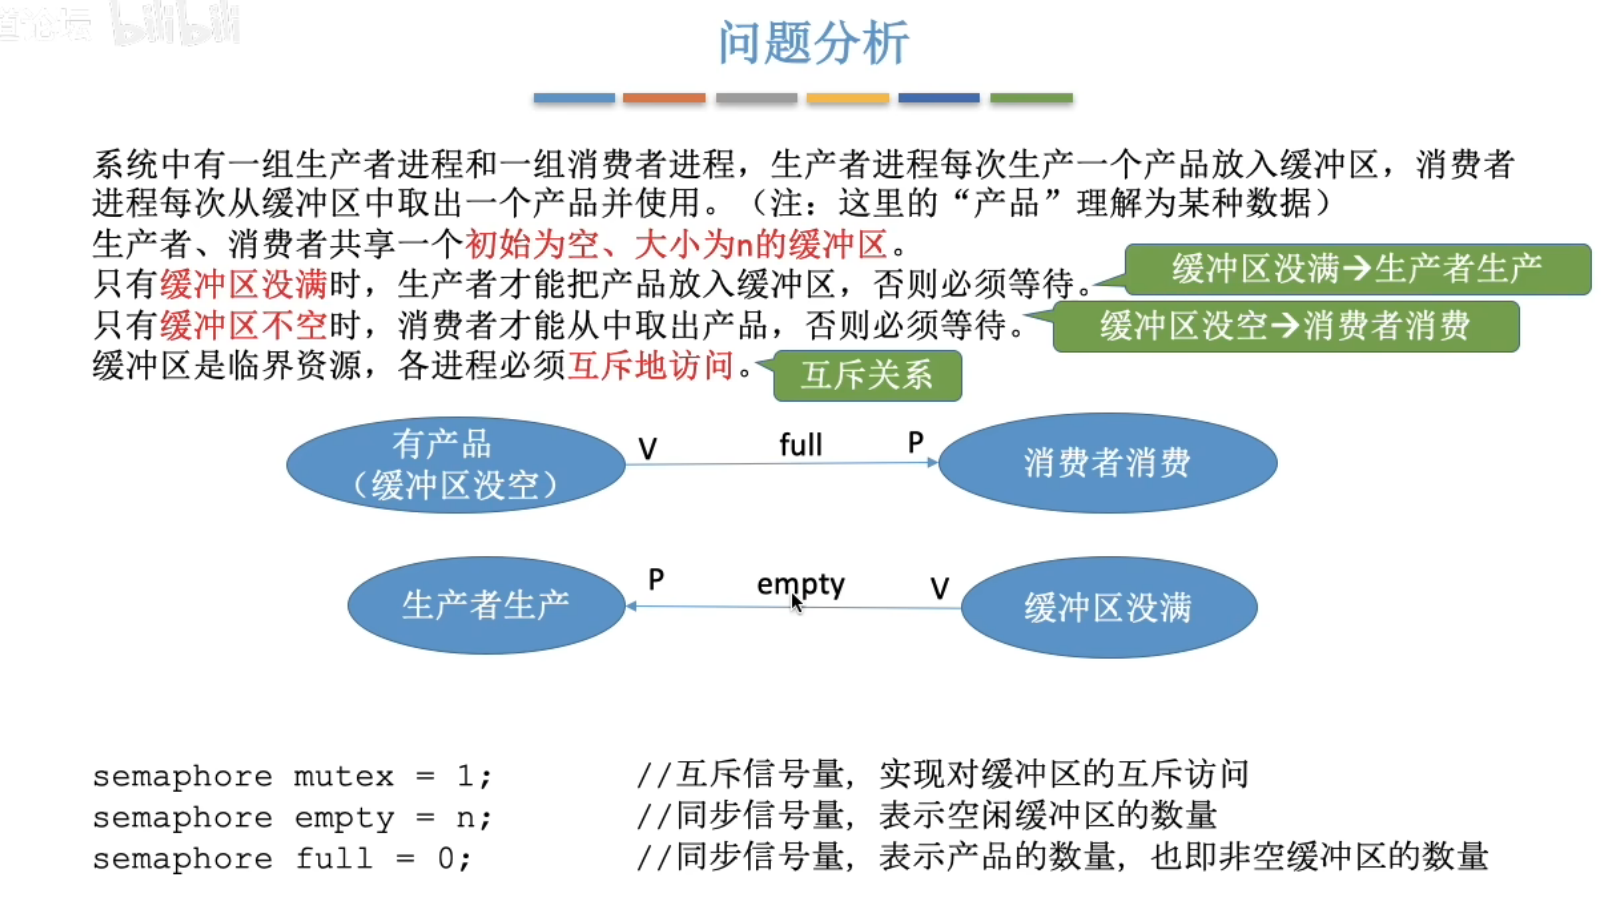 道论坛 bilibili
问题分析
系统中有一组生产者进程和一组消费者进程，生产者进程每次生产一个产品放入缓冲区，消费者
进程每次从缓冲区中取出一个产品并使用。（注：这里的“产品”理解为某种数据）
生产者、消费者共享一个初始为空、大小为n的缓冲区。
只有缓冲区没满时，生产者才能把产品放入缓冲区，否则必须等待。
缓冲区没满→生产者生产
只有缓冲区不空时，消费者才能从中取出产品，否则必须等待。
缓冲区没空→消费者消费
缓冲区是临界资源，各进程必须互斥地访问。
互斥关系
有产品
（缓冲区没空）
V full P
消费者消费
生产者生产
P empty V
缓冲区没满
semaphore mutex = 1; //互斥信号量，实现对缓冲区的互斥访问
semaphore empty = n; //同步信号量，表示空闲缓冲区的数量
semaphore full = 0; //同步信号量，表示产品的数量，也即非空缓冲区的数量